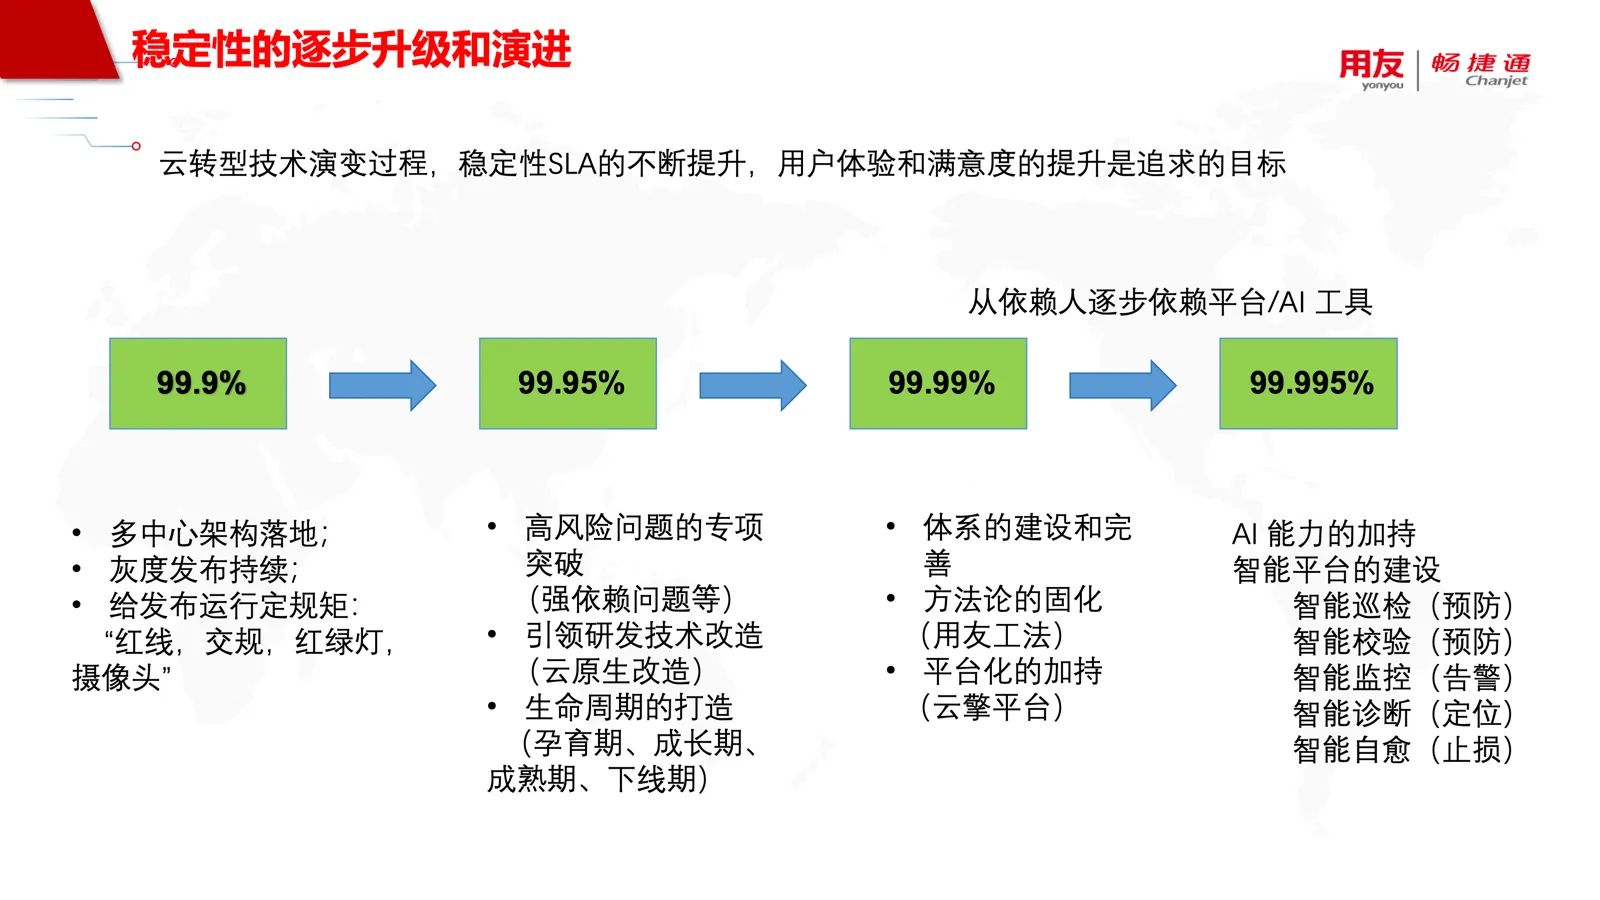 稳定性的逐步升级和演进
用友
yonyou
畅捷通
Chanjet
云转型技术演变过程，稳定性SLA的不断提升，用户体验和满意度的提升是追求的目标
从依赖人逐步依赖平台/AI 工具
99.9%
99.95%
99.99%
99.995%
• 多中心架构落地；
• 灰度发布持续；
• 给发布运行定规矩：
“红线，交规，红绿灯，
摄像头”
• 高风险问题的专项
突破
（强依赖问题等）
• 引领研发技术改造
（云原生改造）
• 生命周期的打造
（孕育期、成长期、
成熟期、下线期）
• 体系的建设和完
善
• 方法论的固化
（用友工法）
• 平台化的加持
（云擎平台）
AI 能力的加持
智能平台的建设
智能巡检（预防）
智能校验（预防）
智能监控（告警）
智能诊断（定位）
智能自愈（止损）